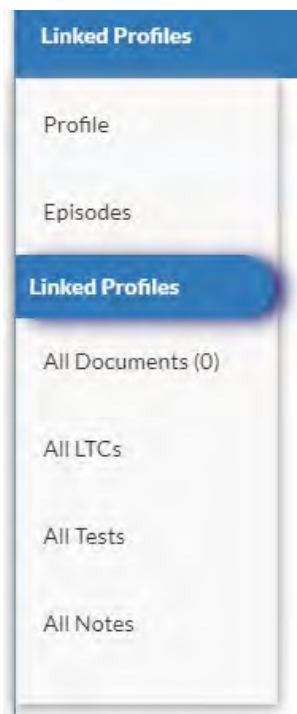 Linked Profiles
Profile
Episodes
Linked Profiles
All Documents (0)
All LTCs
All Tests
All Notes